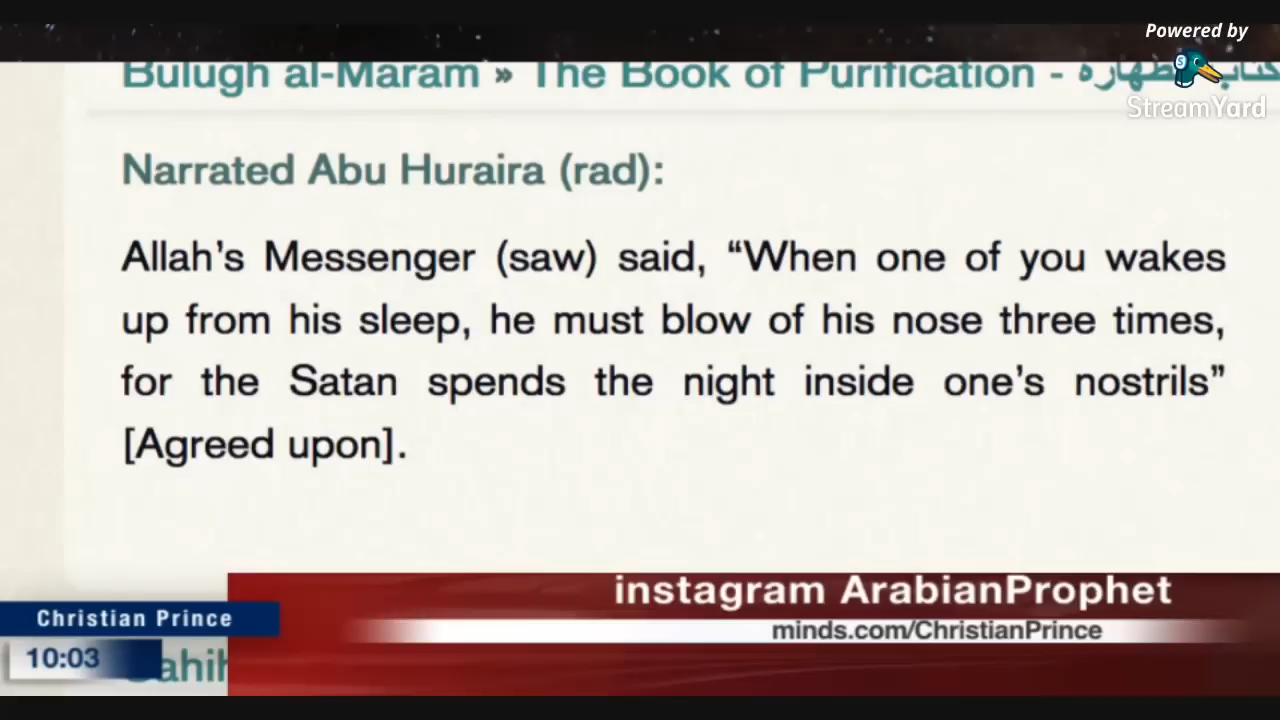 Powered by
StreamYard
Bulugh al-Maram » The Book of Purification - كتاب الطهارة
Narrated Abu Huraira (rad):
Allah's Messenger (saw) said, “When one of you wakes
up from his sleep, he must blow of his nose three times,
for the Satan spends the night inside one's nostrils”
[Agreed upon].
instagram ArabianProphet
Christian Prince
minds.com/ChristianPrince
10:03